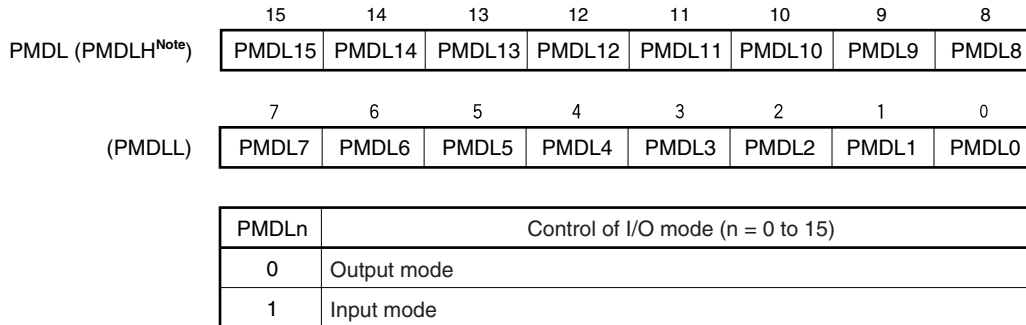 15 14 13 12 11 10 9 8
PMDL (PMDLH^Note) PMDL15 PMDL14 PMDL13 PMDL12 PMDL11 PMDL10 PMDL9 PMDL8
7 6 5 4 3 2 1 0
(PMDLL) PMDL7 PMDL6 PMDL5 PMDL4 PMDL3 PMDL2 PMDL1 PMDL0
PMDLn Control of I/O mode (n = 0 to 15)
0 Output mode
1 Input mode